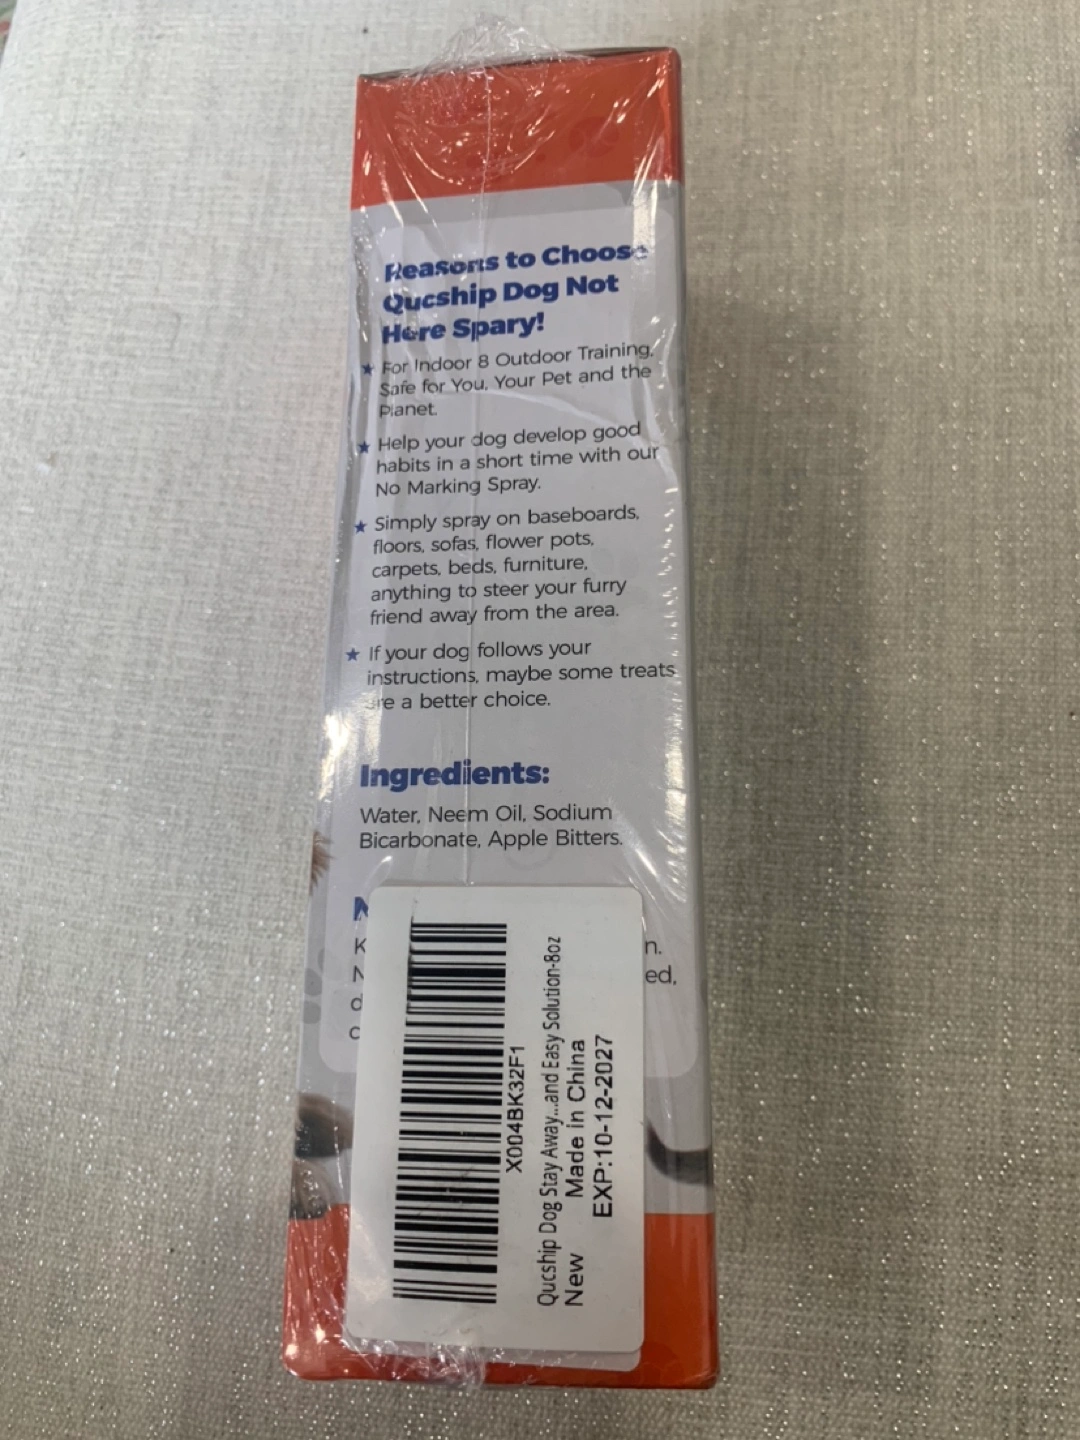 Reasons to Choose
Qucship Dog Not
Here Spary!
★ For Indoor 8 Outdoor Training,
Safe for You, Your Pet and the
Planet.
★ Help your dog develop good
habits in a short time with our
No Marking Spray.
★ Simply spray on baseboards,
floors, sofas, flower pots,
carpets, beds, furniture,
anything to steer your furry
friend away from the area.
★ If your dog follows your
instructions, maybe some treats
are a better choice.
Ingredients:
Water, Neem Oil, Sodium
Bicarbonate, Apple Bitters.
X004BK32F1
Qucship Dog Stay Away...and Easy Solution-8oz
New Made in China
EXP:10-12-2027